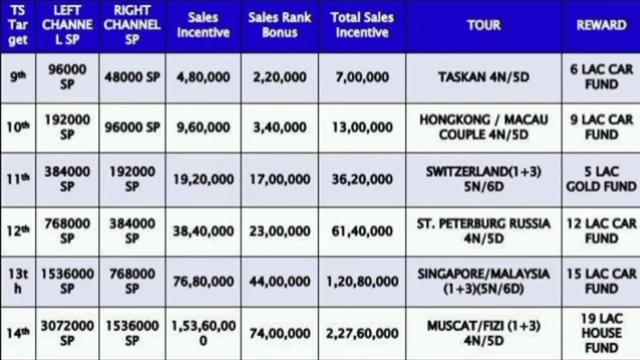 TS Target | LEFT CHANNEL SP | RIGHT CHANNEL SP | Sales Incentive | Sales Rank Bonus | Total Sales Incentive | TOUR | REWARD
9th | 96000 SP | 48000 SP | 4,80,000 | 2,20,000 | 7,00,000 | TASKAN 4N/5D | 6 LAC CAR FUND
10th | 192000 SP | 96000 SP | 9,60,000 | 3,40,000 | 13,00,000 | HONGKONG / MACAU COUPLE 4N/5D | 9 LAC CAR FUND
11th | 384000 SP | 192000 SP | 19,20,000 | 17,00,000 | 36,20,000 | SWITZERLAND(1+3) 5N/6D | 5 LAC GOLD FUND
12th | 768000 SP | 384000 SP | 38,40,000 | 23,00,000 | 61,40,000 | ST. PETERBURG RUSSIA 4N/5D | 12 LAC CAR FUND
13th | 1536000 SP | 768000 SP | 76,80,000 | 44,00,000 | 1,20,80,000 | SINGAPORE/MALAYSIA (1+3)(5N/6D) | 15 LAC CAR FUND
14th | 3072000 SP | 1536000 SP | 1,53,60,000 | 74,00,000 | 2,27,60,000 | MUSCAT/FIZI (1+3) 4N/5D | 19 LAC HOUSE FUND